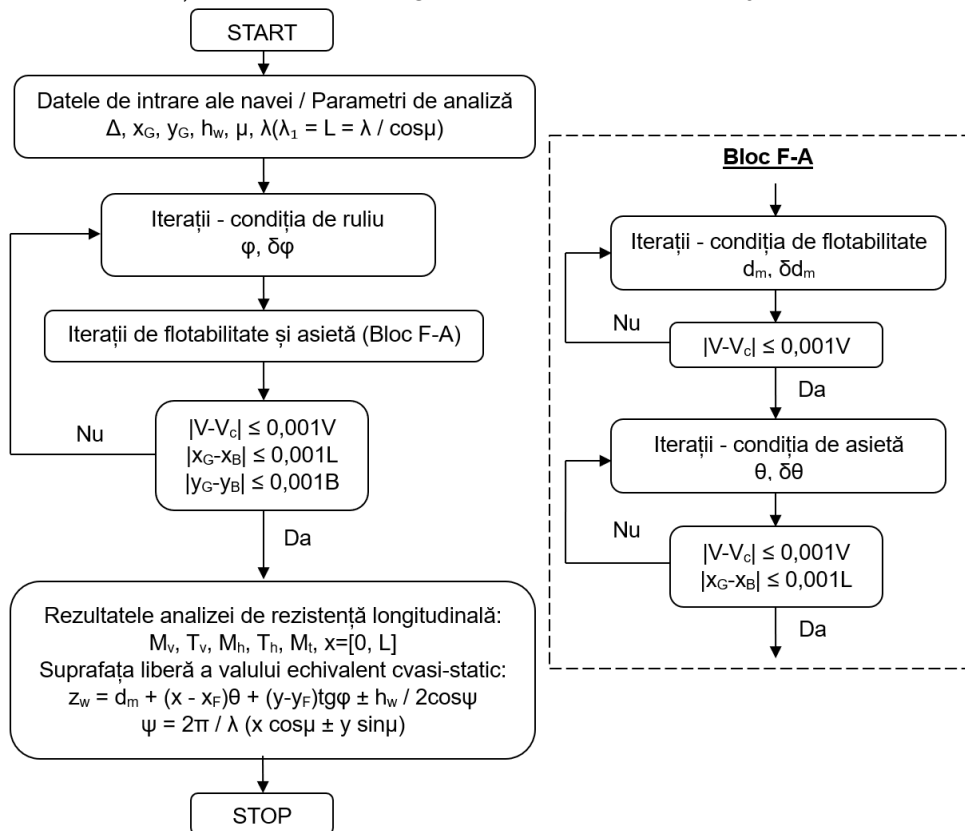 START
Datele de intrare ale navei / Parametri de analiză
Δ, x_G, y_G, h_w, μ, λ(λ₁ = L = λ / cosμ)
Iterații - condiția de ruliu
φ, δφ
Iterații de flotabilitate și asietă (Bloc F-A)
Nu
|V-V_c| ≤ 0,001V
|x_G-x_B| ≤ 0,001L
|y_G-y_B| ≤ 0,001B
Da
Rezultatele analizei de rezistență longitudinală:
M_v, T_v, M_h, T_h, M_t, x=[0, L]
Suprafața liberă a valului echivalent cvasi-static:
z_w = d_m + (x - x_F)θ + (y-y_F)tgφ ± h_w / 2cosψ
ψ = 2π / λ (x cosμ ± y sinμ)
STOP
Bloc F-A
Iterații - condiția de flotabilitate
d_m, δd_m
Nu
|V-V_c| ≤ 0,001V
Da
Iterații - condiția de asietă
θ, δθ
Nu
|V-V_c| ≤ 0,001V
|x_G-x_B| ≤ 0,001L
Da